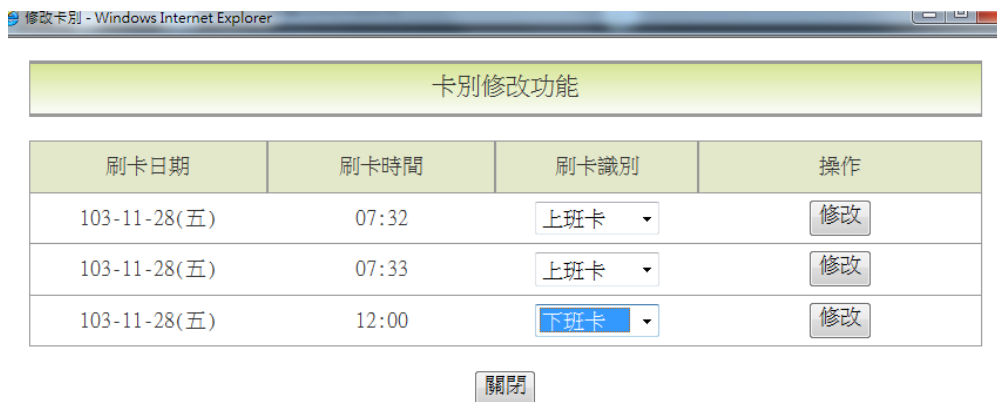 修改卡別 - Windows Internet Explorer
卡別修改功能
刷卡日期 刷卡時間 刷卡識別 操作
103-11-28(五) 07:32 上班卡 修改
103-11-28(五) 07:33 上班卡 修改
103-11-28(五) 12:00 下班卡 修改
關閉